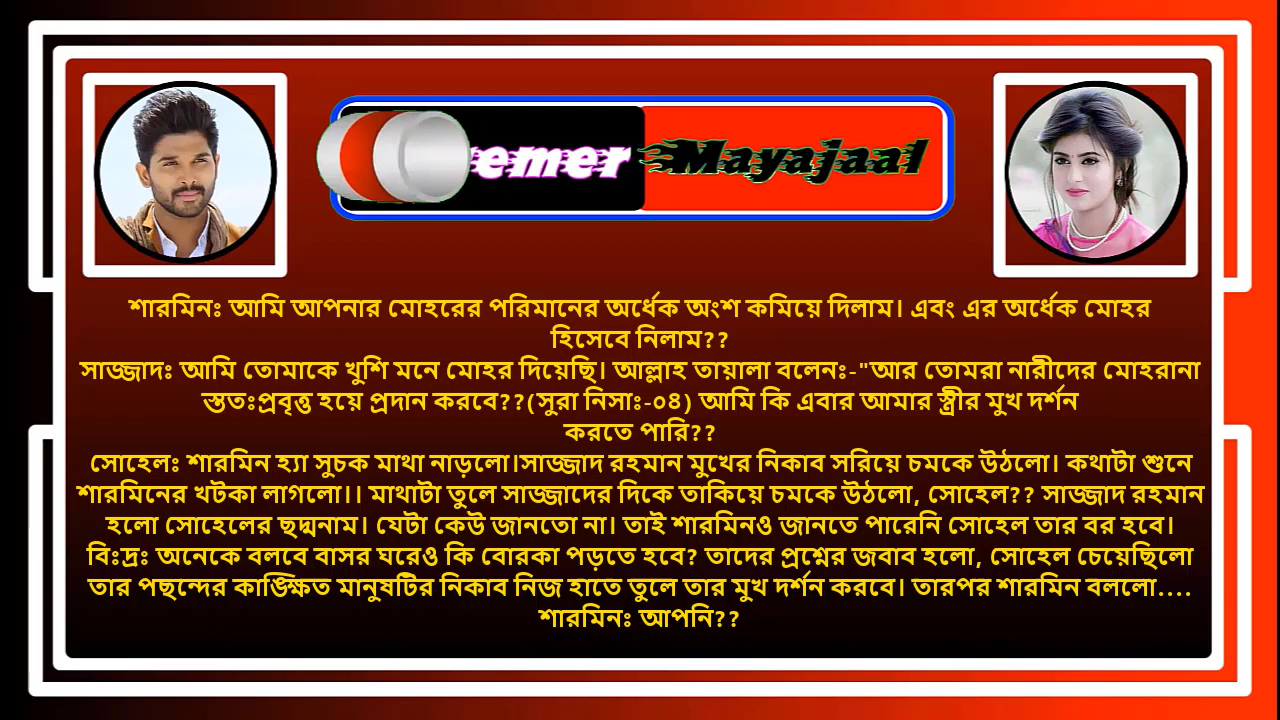 emer Mayajaal
শারমিনঃ আমি আপনার মোহরের পরিমানের অর্ধেক অংশ কমিয়ে দিলাম। এবং এর অর্ধেক মোহর
হিসেবে নিলাম??
সাজ্জাদঃ আমি তোমাকে খুশি মনে মোহর দিয়েছি। আল্লাহ তায়ালা বলেনঃ-"আর তোমরা নারীদের মোহরানা
স্ততঃপ্রবৃত্ত হয়ে প্রদান করবে??(সুরা নিসাঃ-০৪) আমি কি এবার আমার স্ত্রীর মুখ দর্শন
করতে পারি??
সোহেলঃ শারমিন হ্যা সুচক মাথা নাড়লো।সাজ্জাদ রহমান মুখের নিকাব সরিয়ে চমকে উঠলো। কথাটা শুনে
শারমিনের খটকা লাগলো।। মাথাটা তুলে সাজ্জাদের দিকে তাকিয়ে চমকে উঠলো, সোহেল?? সাজ্জাদ রহমান
হলো সোহেলের ছদ্মনাম। যেটা কেউ জানতো না। তাই শারমিনও জানতে পারেনি সোহেল তার বর হবে।
বিঃদ্রঃ অনেকে বলবে বাসর ঘরেও কি বোরকা পড়তে হবে? তাদের প্রশ্নের জবাব হলো, সোহেল চেয়েছিলো
তার পছন্দের কাঙ্ক্ষিত মানুষটির নিকাব নিজ হাতে তুলে তার মুখ দর্শন করবে। তারপর শারমিন বললো....
শারমিনঃ আপনি??